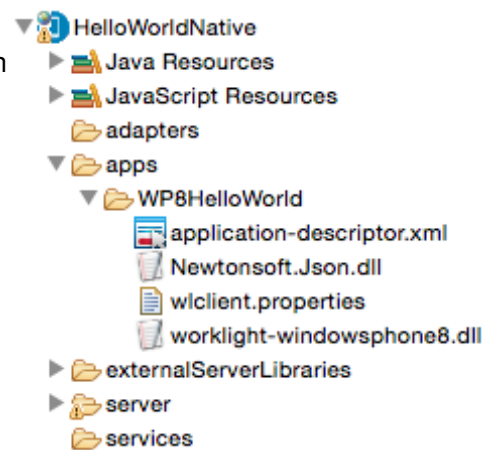 HelloWorldNative
Java Resources
JavaScript Resources
adapters
apps
WP8HelloWorld
application-descriptor.xml
Newtonsoft.Json.dll
wlclient.properties
worklight-windowsphone8.dll
externalServerLibraries
server
services